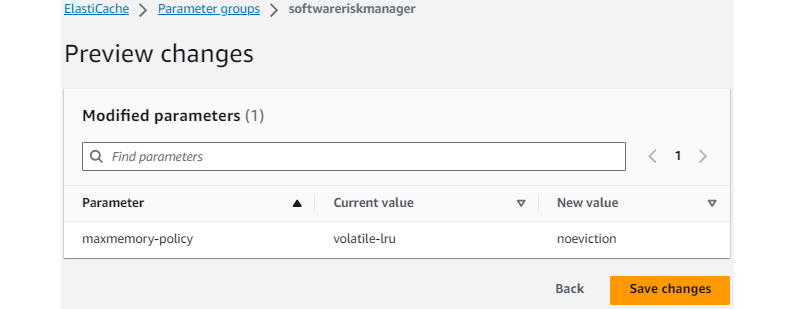 ElastiCache Parameter groups softwareriskmanager
Preview changes
Modified parameters (1)
Find parameters 1
Parameter Current value New value
maxmemory-policy volatile-lru noeviction
Back Save changes